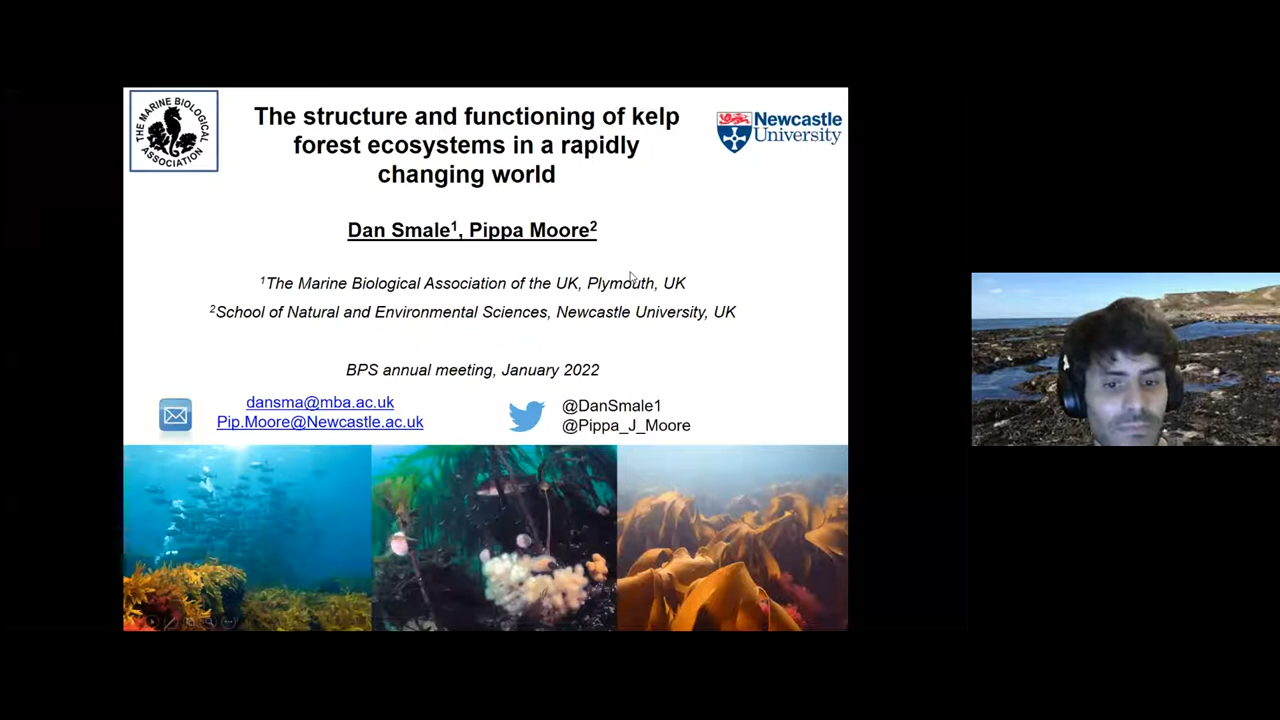 THE MARINE BIOLOGICAL ASSOCIATION
The structure and functioning of kelp
forest ecosystems in a rapidly
changing world
Newcastle
University
Dan Smale1, Pippa Moore2
1The Marine Biological Association of the UK, Plymouth, UK
2School of Natural and Environmental Sciences, Newcastle University, UK
BPS annual meeting, January 2022
dansma@mba.ac.uk
Pip.Moore@Newcastle.ac.uk
@DanSmale1
@Pippa_J_Moore